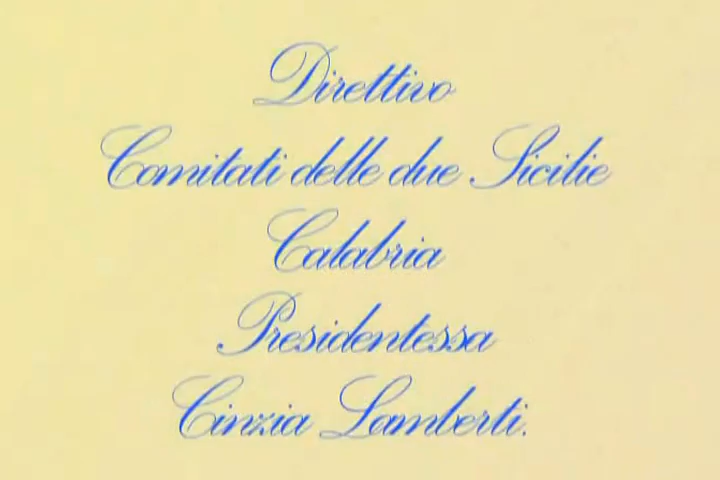 Direttivo
Comitati delle due Sicilie
Calabria
Presidentessa
Cinzia Lamberti.